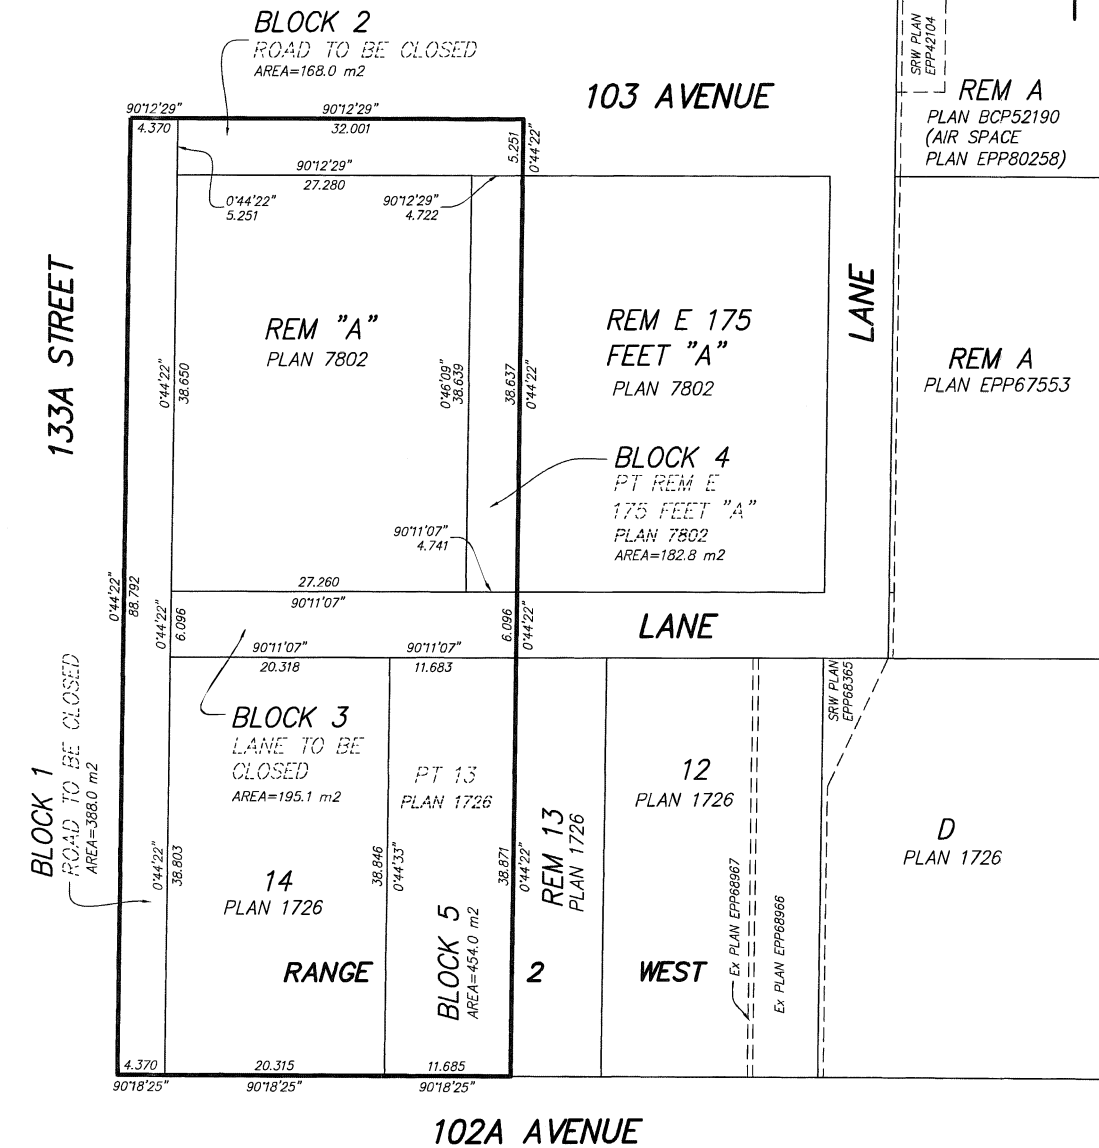 BLOCK 2
ROAD TO BE CLOSED
AREA=168.0 m2
103 AVENUE
SRW PLAN
EPP42104
REM A
PLAN BCP52190
(AIR SPACE
PLAN EPP80258)
90°12'29"
90°12'29"
4.370
32.001
5.251
0°44'22"
90°12'29"
27.280
0°44'22"
5.251
90°12'29"
4.722
133A STREET
REM "A"
PLAN 7802
REM E 175
FEET "A"
PLAN 7802
LANE
REM A
PLAN EPP67553
0°44'22"
38.650
0°46'09"
38.639
38.637
0°44'22"
BLOCK 4
PT REM E
175 FEET "A"
PLAN 7802
AREA=182.8 m2
90°11'07"
4.741
27.260
90°11'07"
0°44'22"
88.792
0°44'22"
6.096
6.096
0°44'22"
LANE
90°11'07"
90°11'07"
20.318
11.683
SRW PLAN
EPP68365
BLOCK 3
LANE TO BE
CLOSED
AREA=195.1 m2
BLOCK 1
ROAD TO BE CLOSED
AREA=388.0 m2
PT 13
PLAN 1726
12
PLAN 1726
REM 13
PLAN 1726
D
PLAN 1726
0°44'22"
38.803
14
PLAN 1726
38.846
0°44'33"
38.871
0°44'22"
BLOCK 5
AREA=454.0 m2
Ex PLAN EPP68967
Ex PLAN EPP68966
RANGE 2 WEST
4.370
20.315
11.685
90°18'25"
90°18'25"
90°18'25"
102A AVENUE